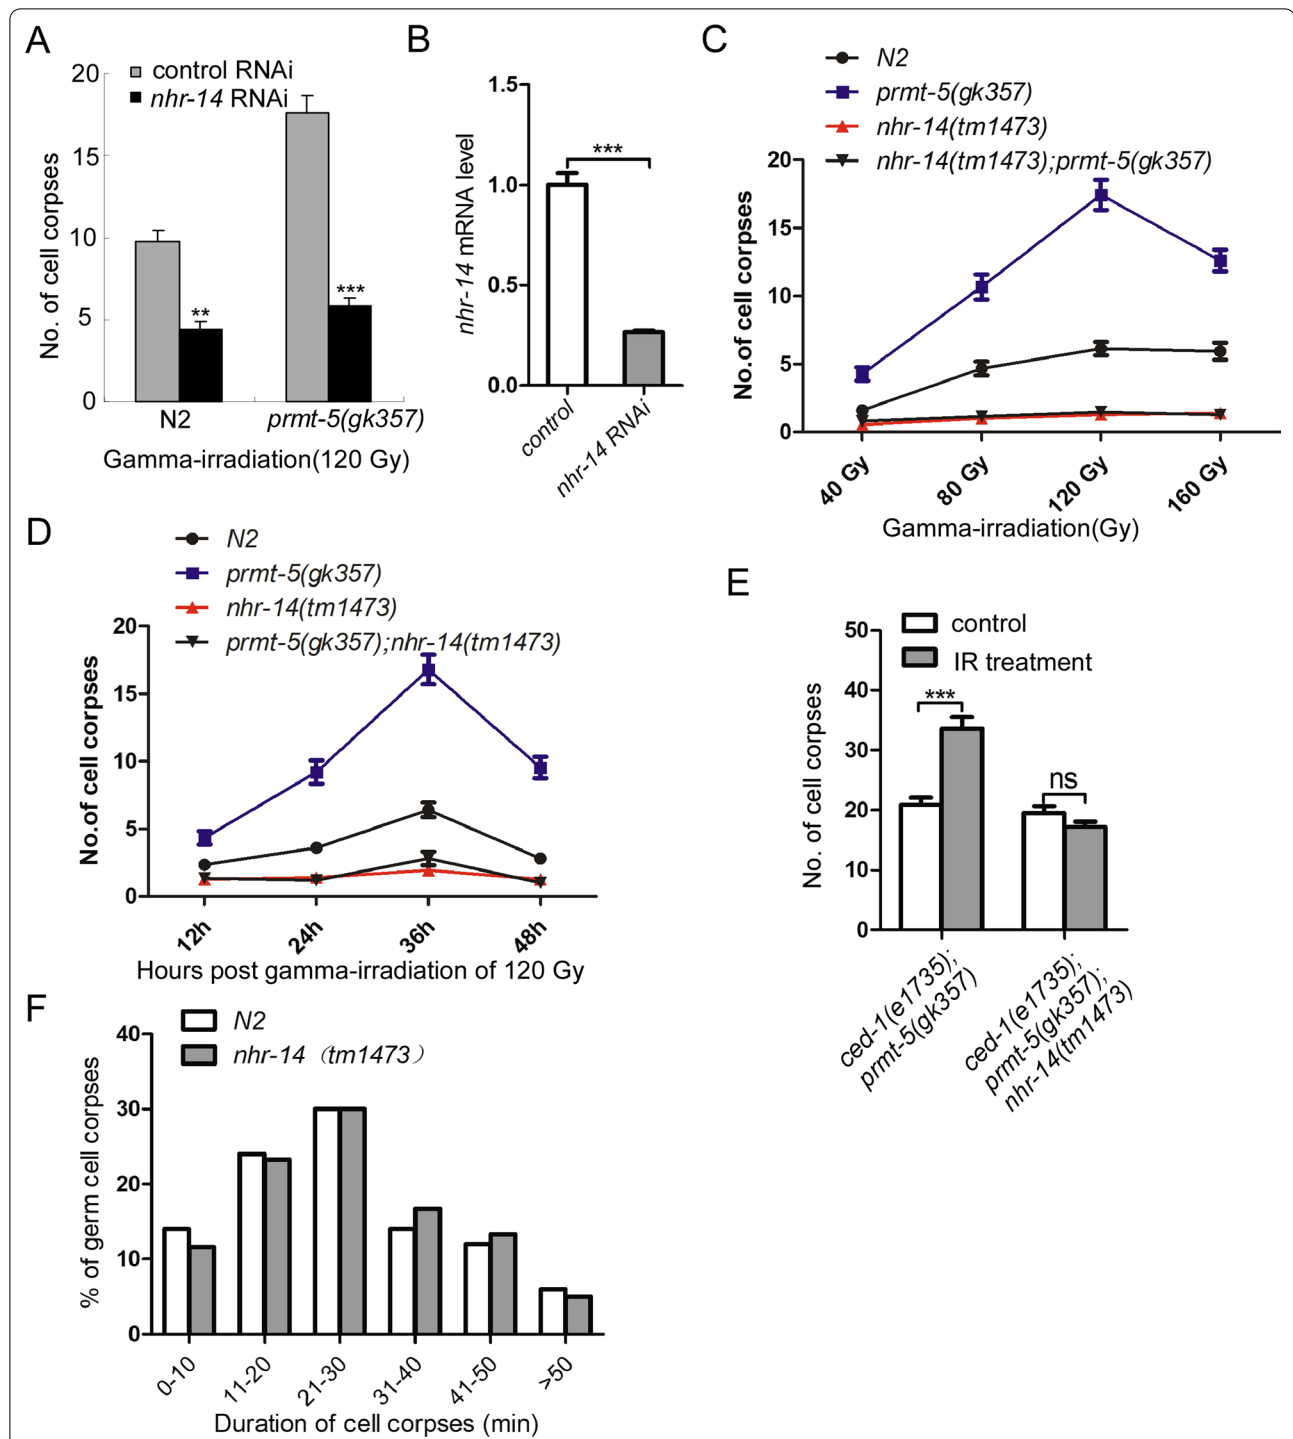 A
control RNAi
nhr-14 RNAi
No. of cell corpses
20
15
10
5
0
**
***
N2
prmt-5(gk357)
Gamma-irradiation(120 Gy)
B
nhr-14 mRNA level
1.5
1.0
0.5
0.0
***
control
nhr-14 RNAi
C
N2
prmt-5(gk357)
nhr-14(tm1473)
nhr-14(tm1473);prmt-5(gk357)
No.of cell corpses
20
15
10
5
0
40 Gy
80 Gy
120 Gy
160 Gy
Gamma-irradiation(Gy)
D
N2
prmt-5(gk357)
nhr-14(tm1473)
prmt-5(gk357);nhr-14(tm1473)
No.of cell corpses
20
15
10
5
0
12h
24h
36h
48h
Hours post gamma-irradiation of 120 Gy
E
control
IR treatment
No. of cell corpses
50
40
30
20
10
0
***
ns
ced-1(e1735);
prmt-5(gk357)
ced-1(e1735);
prmt-5(gk357);
nhr-14(tm1473)
F
N2
nhr-14（tm1473）
% of germ cell corpses
40
30
20
10
0
0-10
11-20
21-30
31-40
41-50
>50
Duration of cell corpses (min)